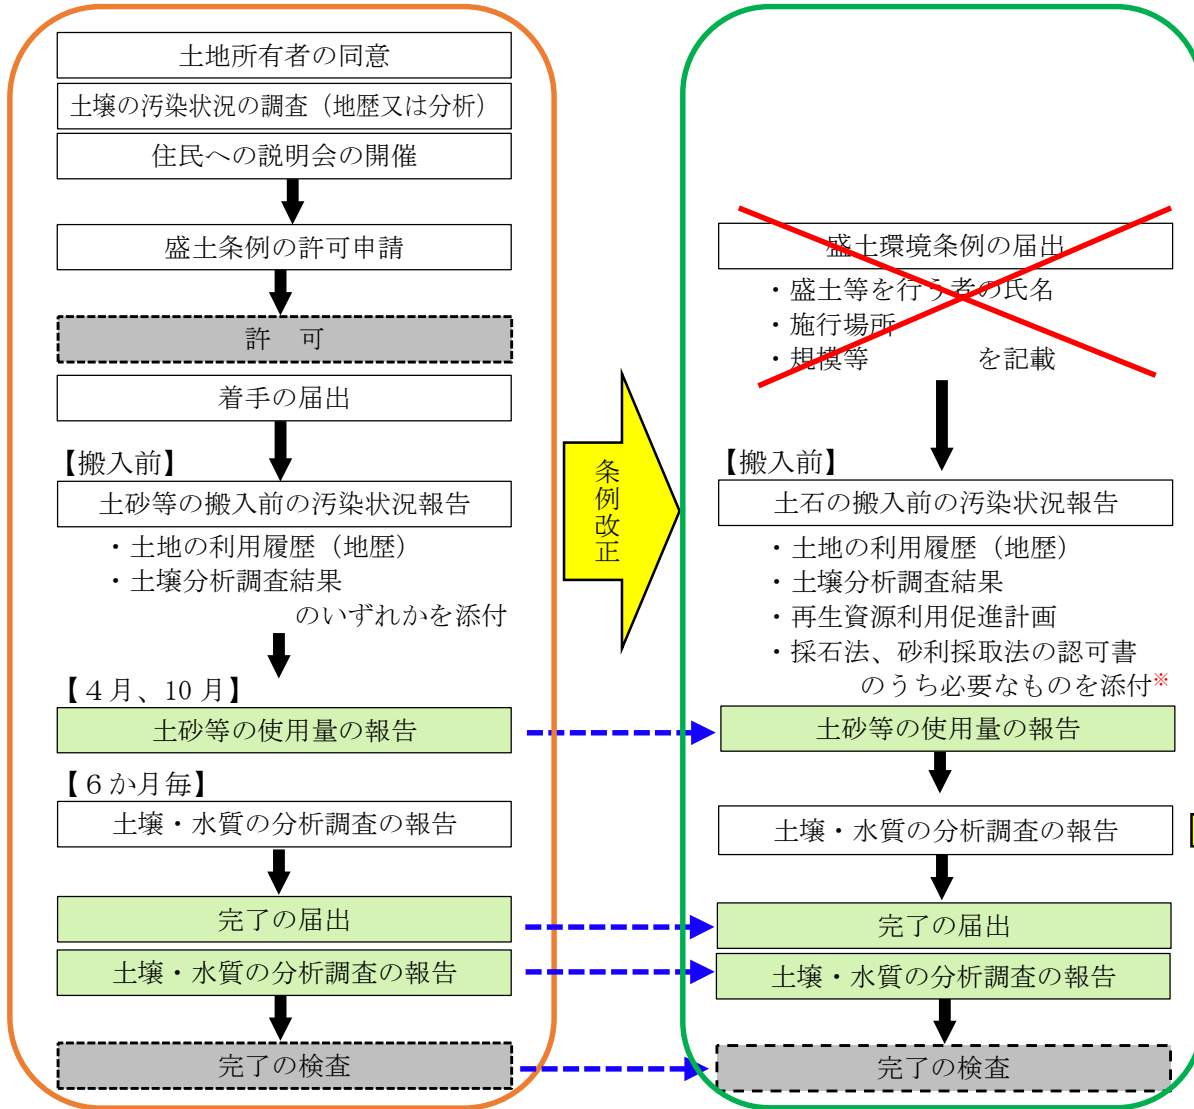 土地所有者の同意
土壌の汚染状況の調査（地歴又は分析）
住民への説明会の開催
盛土条例の許可申請
許　可
着手の届出
【搬入前】
土砂等の搬入前の汚染状況報告
・土地の利用履歴（地歴）
・土壌分析調査結果
のいずれかを添付
【４月、10 月】
土砂等の使用量の報告
【６か月毎】
土壌・水質の分析調査の報告
完了の届出
土壌・水質の分析調査の報告
完了の検査
条例改正
盛土環境条例の届出
・盛土等を行う者の氏名
・施行場所
・規模等　　　　を記載
【搬入前】
土石の搬入前の汚染状況報告
・土地の利用履歴（地歴）
・土壌分析調査結果
・再生資源利用促進計画
・採石法、砂利採取法の認可書
のうち必要なものを添付※
土砂等の使用量の報告
土壌・水質の分析調査の報告
完了の届出
土壌・水質の分析調査の報告
完了の検査